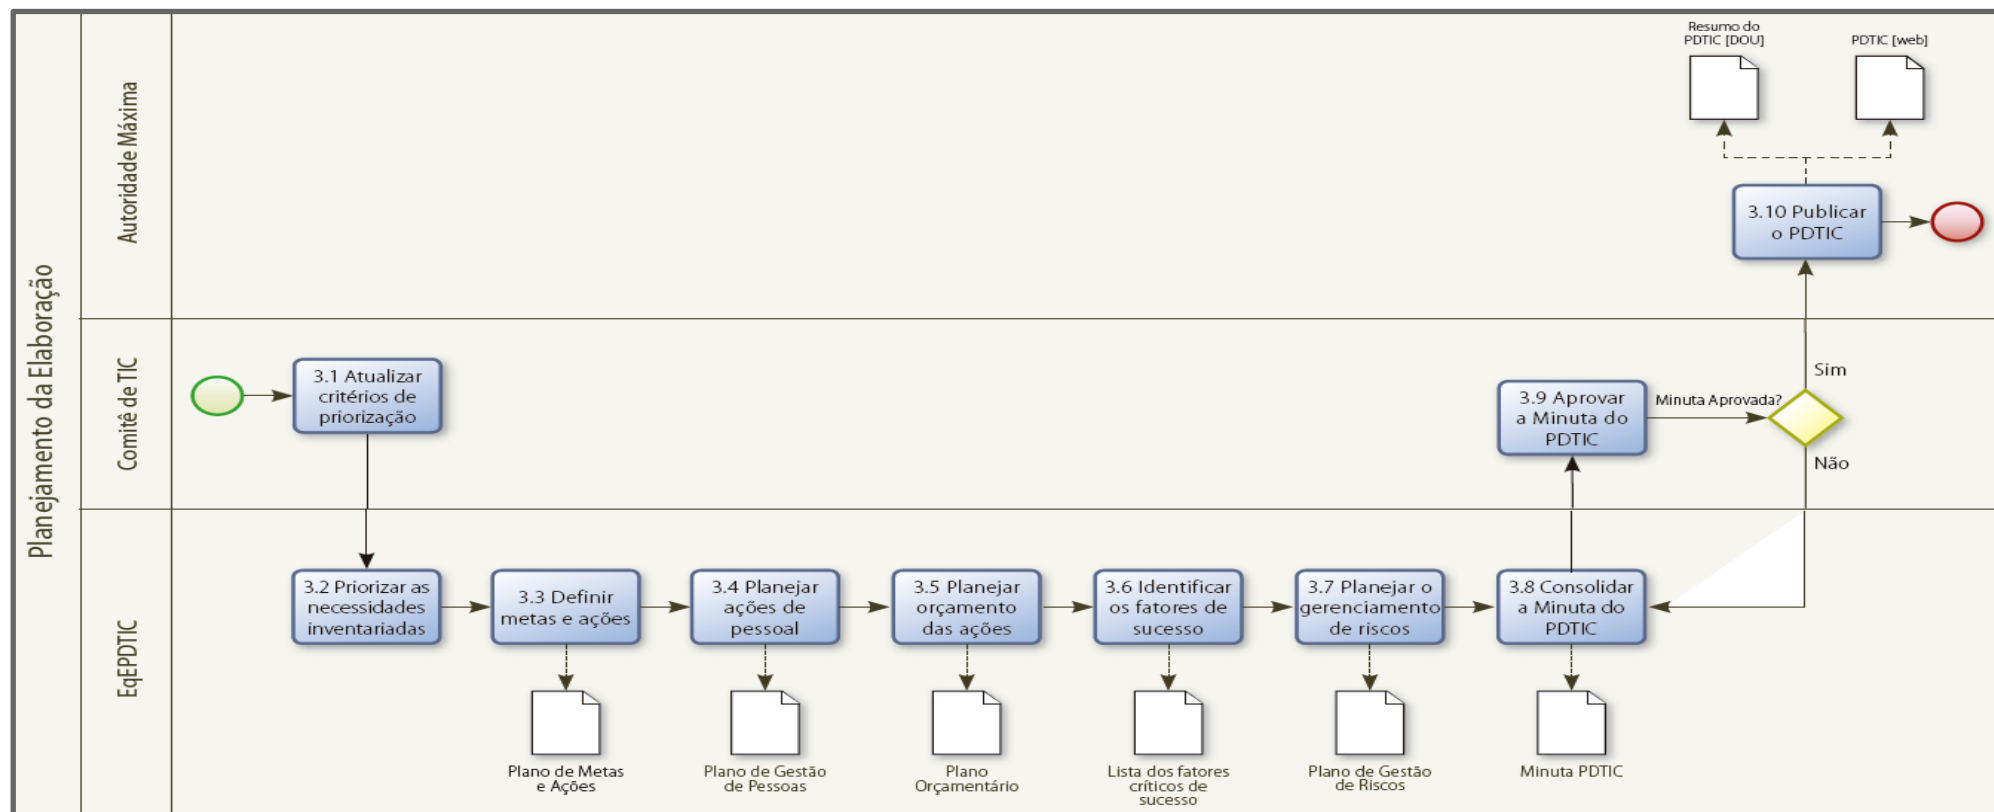 Planejamento da Elaboração
Autoridade Máxima
Resumo do
PDTIC [DOU]
PDTIC [web]
3.10 Publicar
o PDTIC
Comitê de TIC
3.1 Atualizar
critérios de
priorização
3.9 Aprovar
a Minuta do
PDTIC
Minuta Aprovada?
Sim
Não
EqEPDTIC
3.2 Priorizar as
necessidades
inventariadas
3.3 Definir
metas e ações
3.4 Planejar
ações de
pessoal
3.5 Planejar
orçamento
das ações
3.6 Identificar
os fatores de
sucesso
3.7 Planejar o
gerenciamento
de riscos
3.8 Consolidar
a Minuta do
PDTIC
Plano de Metas
e Ações
Plano de Gestão
de Pessoas
Plano
Orçamentário
Lista dos fatores
críticos de
sucesso
Plano de Gestão
de Riscos
Minuta PDTIC